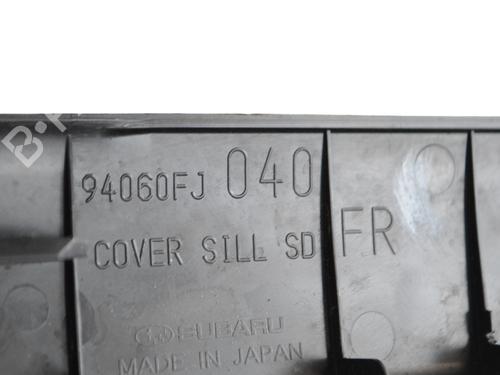 94060FJ 040
COVER SILL SD FR
SUBARU
MADE IN JAPAN